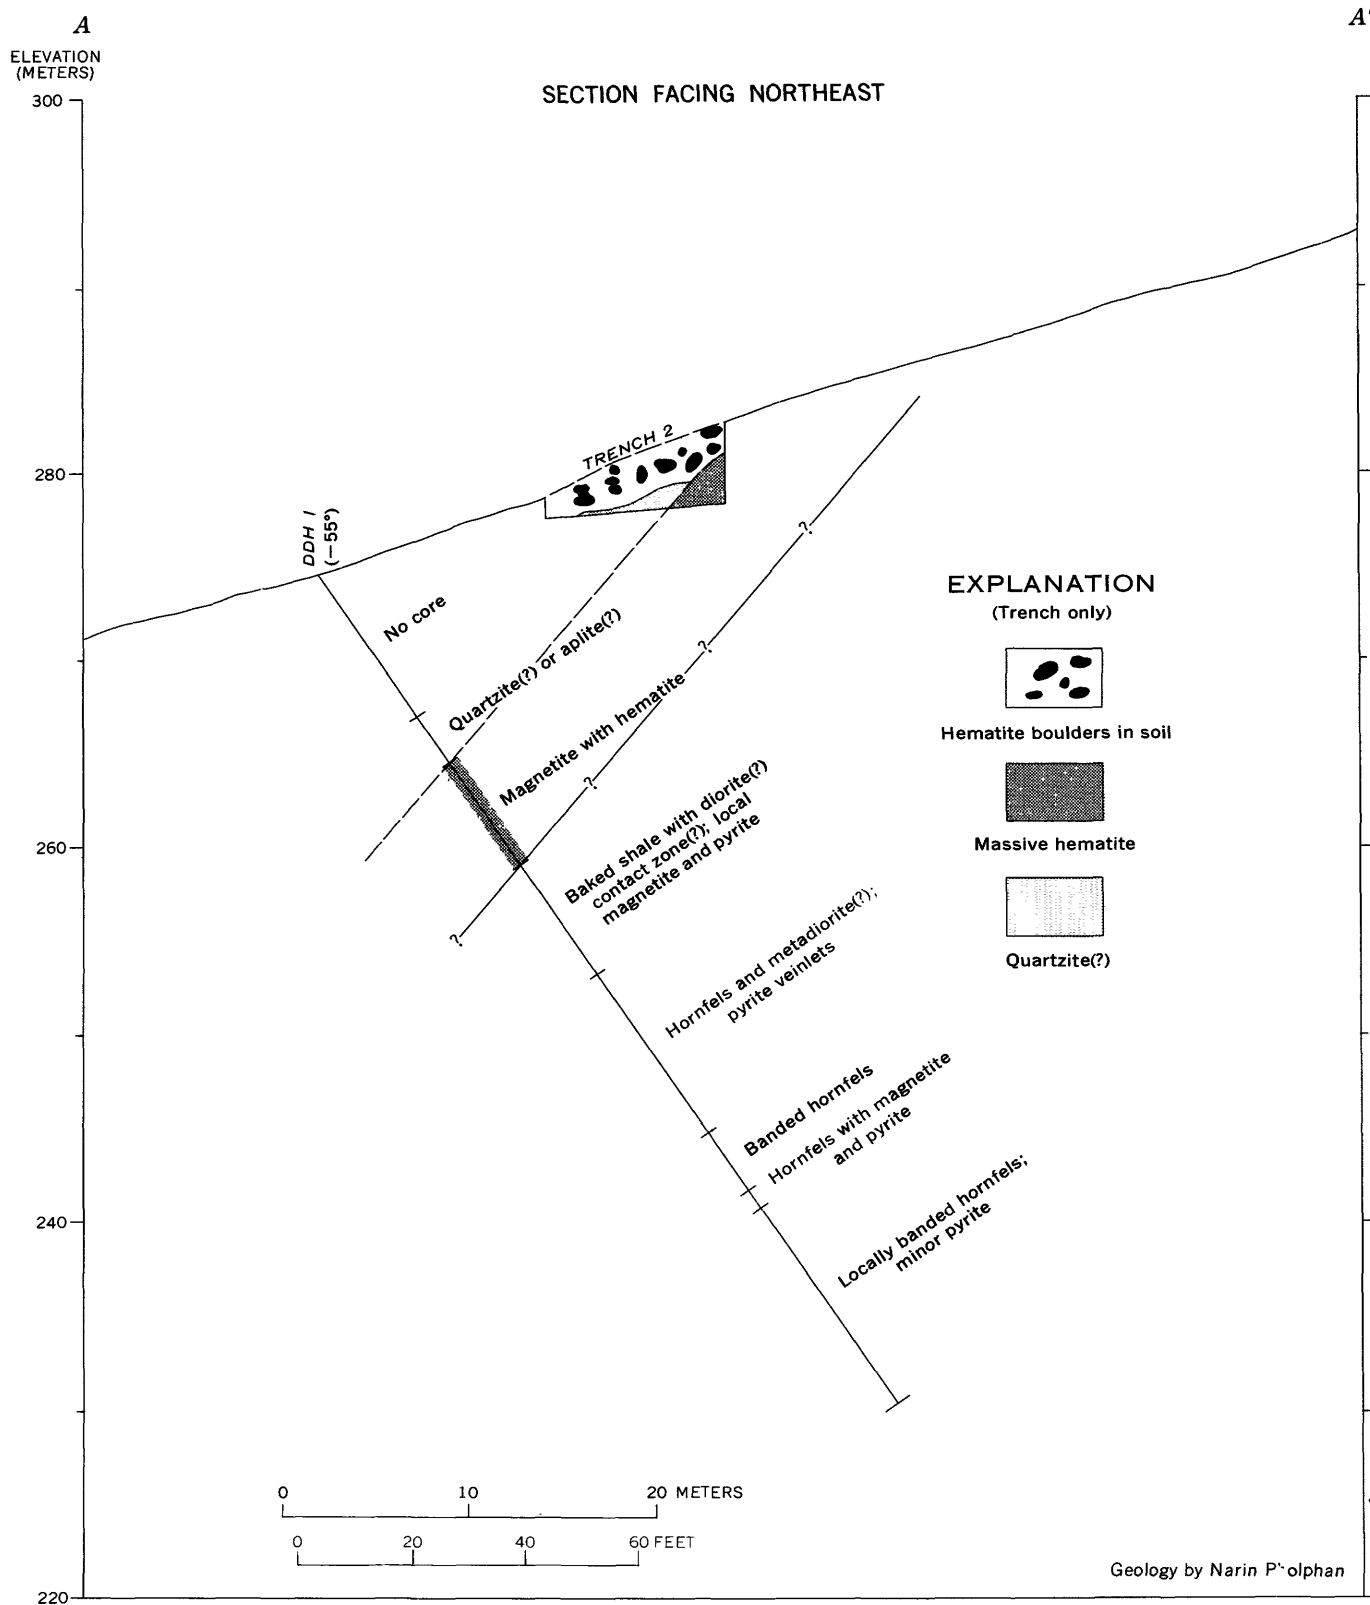 A
A'
ELEVATION
(METERS)
SECTION FACING NORTHEAST
300
280
260
240
220
TRENCH 2
DDH 1
(-55°)
No core
Quartzite(?) or aplite(?)
Magnetite with hematite
Baked shale with diorite(?)
contact zone(?); local
magnetite and pyrite
Hornfels and metadiorite(?);
pyrite veinlets
Banded hornfels
Hornfels with magnetite
and pyrite
Locally banded hornfels;
minor pyrite
?
?
?
?
EXPLANATION
(Trench only)
Hematite boulders in soil
Massive hematite
Quartzite(?)
0 10 20 METERS
0 20 40 60 FEET
Geology by Narin